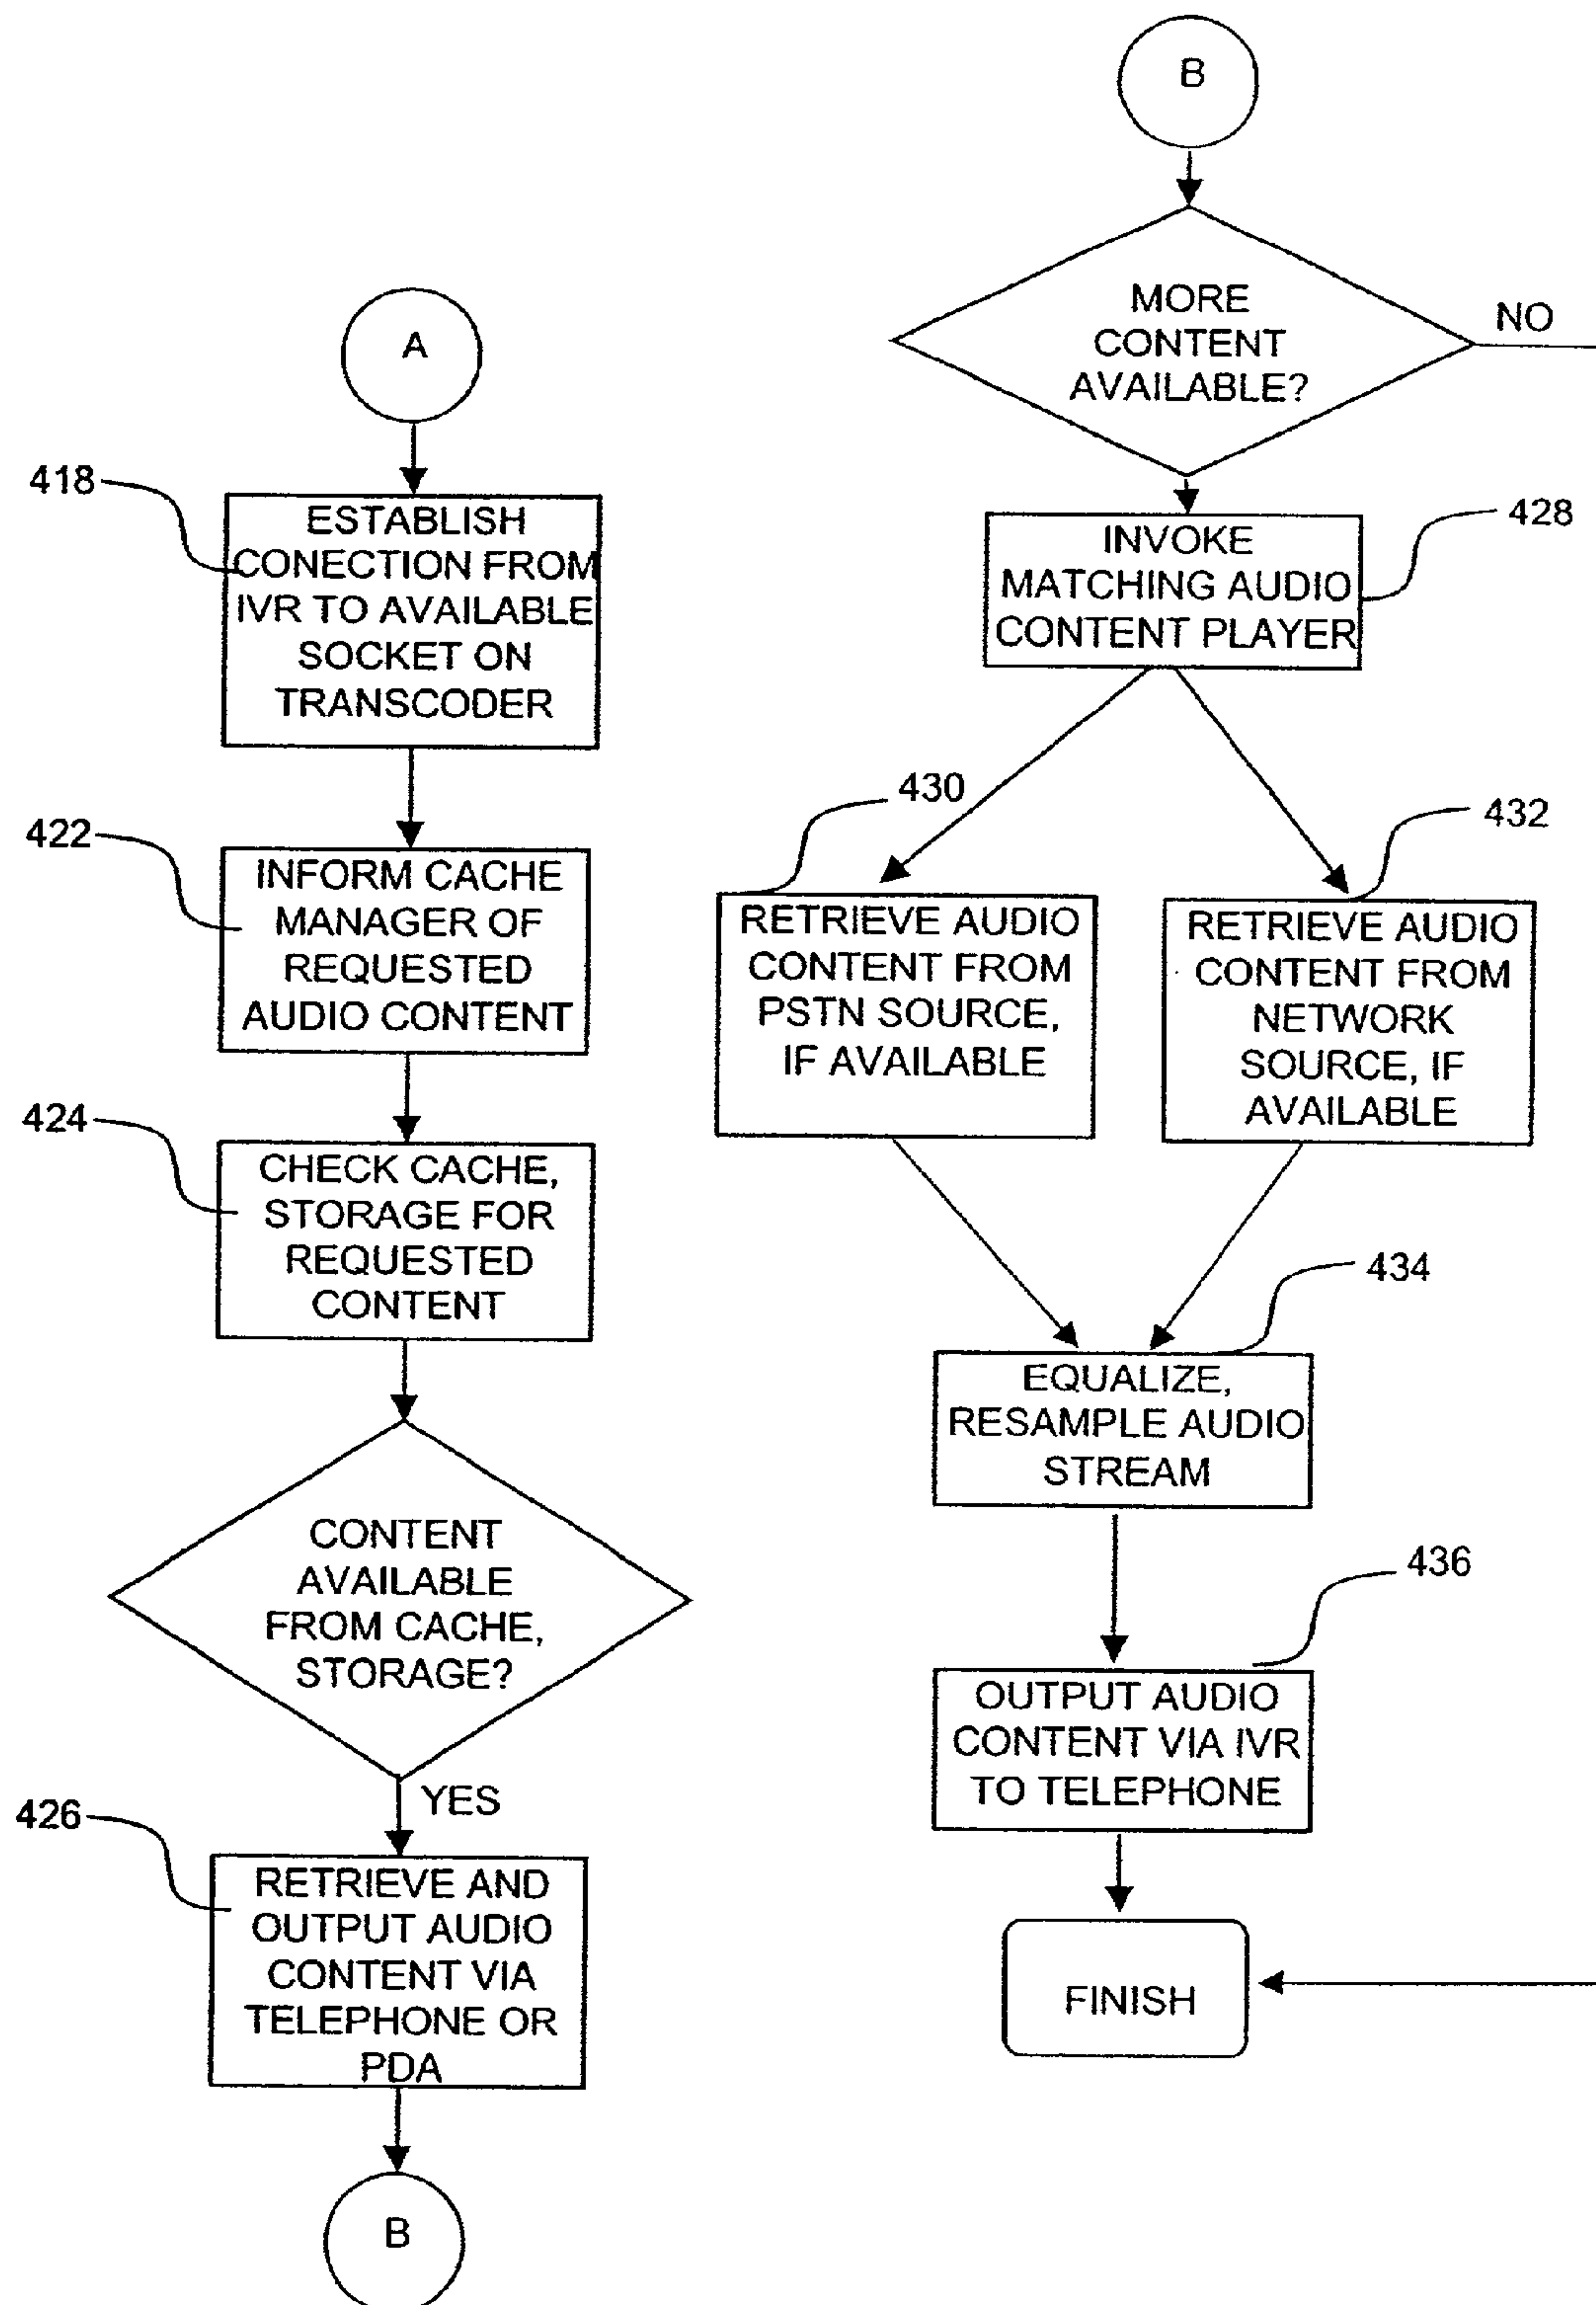 A
418
ESTABLISH
CONECTION FROM
IVR TO AVAILABLE
SOCKET ON
TRANSCODER
422
INFORM CACHE
MANAGER OF
REQUESTED
AUDIO CONTENT
424
CHECK CACHE,
STORAGE FOR
REQUESTED
CONTENT
CONTENT
AVAILABLE
FROM CACHE,
STORAGE?
YES
426
RETRIEVE AND
OUTPUT AUDIO
CONTENT VIA
TELEPHONE OR
PDA
B
B
MORE
CONTENT
AVAILABLE?
NO
428
INVOKE
MATCHING AUDIO
CONTENT PLAYER
430
RETRIEVE AUDIO
CONTENT FROM
PSTN SOURCE,
IF AVAILABLE
432
RETRIEVE AUDIO
CONTENT FROM
NETWORK
SOURCE, IF
AVAILABLE
434
EQUALIZE,
RESAMPLE AUDIO
STREAM
436
OUTPUT AUDIO
CONTENT VIA IVR
TO TELEPHONE
FINISH